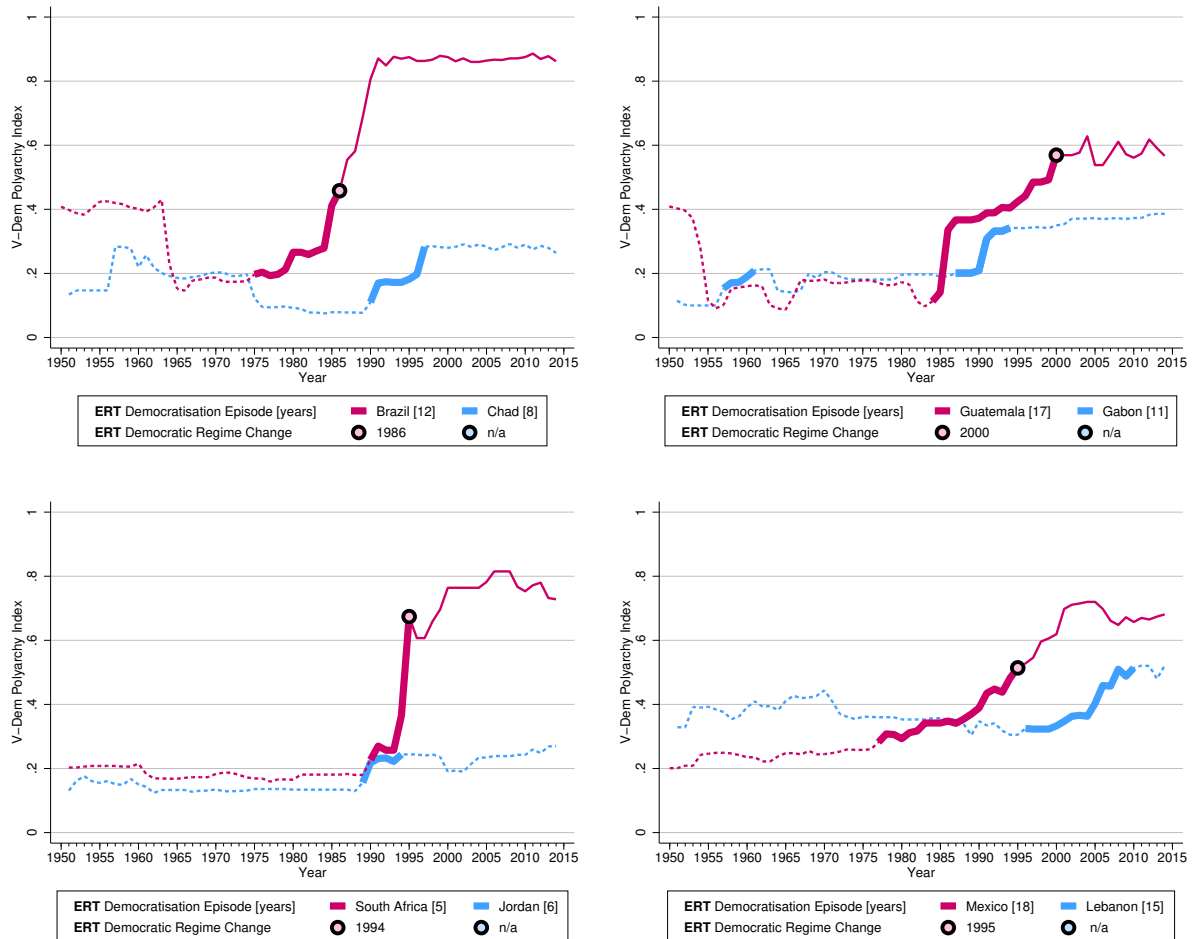 V−Dem Polyarchy Index
1
.8
.6
.4
.2
0
1950 1955 1960 1965 1970 1975 1980 1985 1990 1995 2000 2005 2010 2015
Year
ERT Democratisation Episode [years] Brazil [12] Chad [8]
ERT Democratic Regime Change 1986 n/a
V−Dem Polyarchy Index
1
.8
.6
.4
.2
0
1950 1955 1960 1965 1970 1975 1980 1985 1990 1995 2000 2005 2010 2015
Year
ERT Democratisation Episode [years] Guatemala [17] Gabon [11]
ERT Democratic Regime Change 2000 n/a
V−Dem Polyarchy Index
1
.8
.6
.4
.2
0
1950 1955 1960 1965 1970 1975 1980 1985 1990 1995 2000 2005 2010 2015
Year
ERT Democratisation Episode [years] South Africa [5] Jordan [6]
ERT Democratic Regime Change 1994 n/a
V−Dem Polyarchy Index
1
.8
.6
.4
.2
0
1950 1955 1960 1965 1970 1975 1980 1985 1990 1995 2000 2005 2010 2015
Year
ERT Democratisation Episode [years] Mexico [18] Lebanon [15]
ERT Democratic Regime Change 1995 n/a